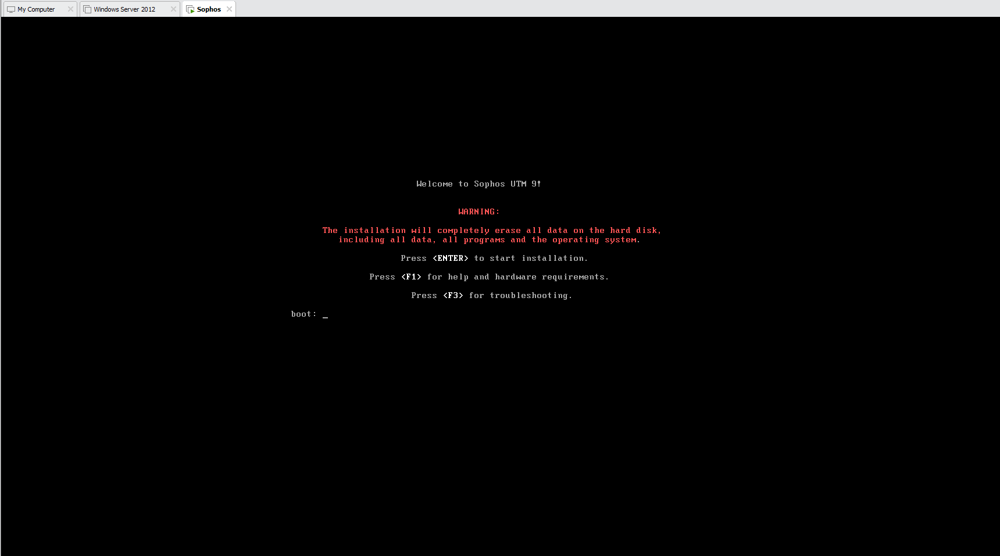 My Computer
Windows Server 2012
Sophos
Welcome to Sophos UTM 9!
WARNING:
The installation will completely erase all data on the hard disk,
including all data, all programs and the operating system.
Press <ENTER> to start installation.
Press <F1> for help and hardware requirements.
Press <F3> for troubleshooting.
boot: _